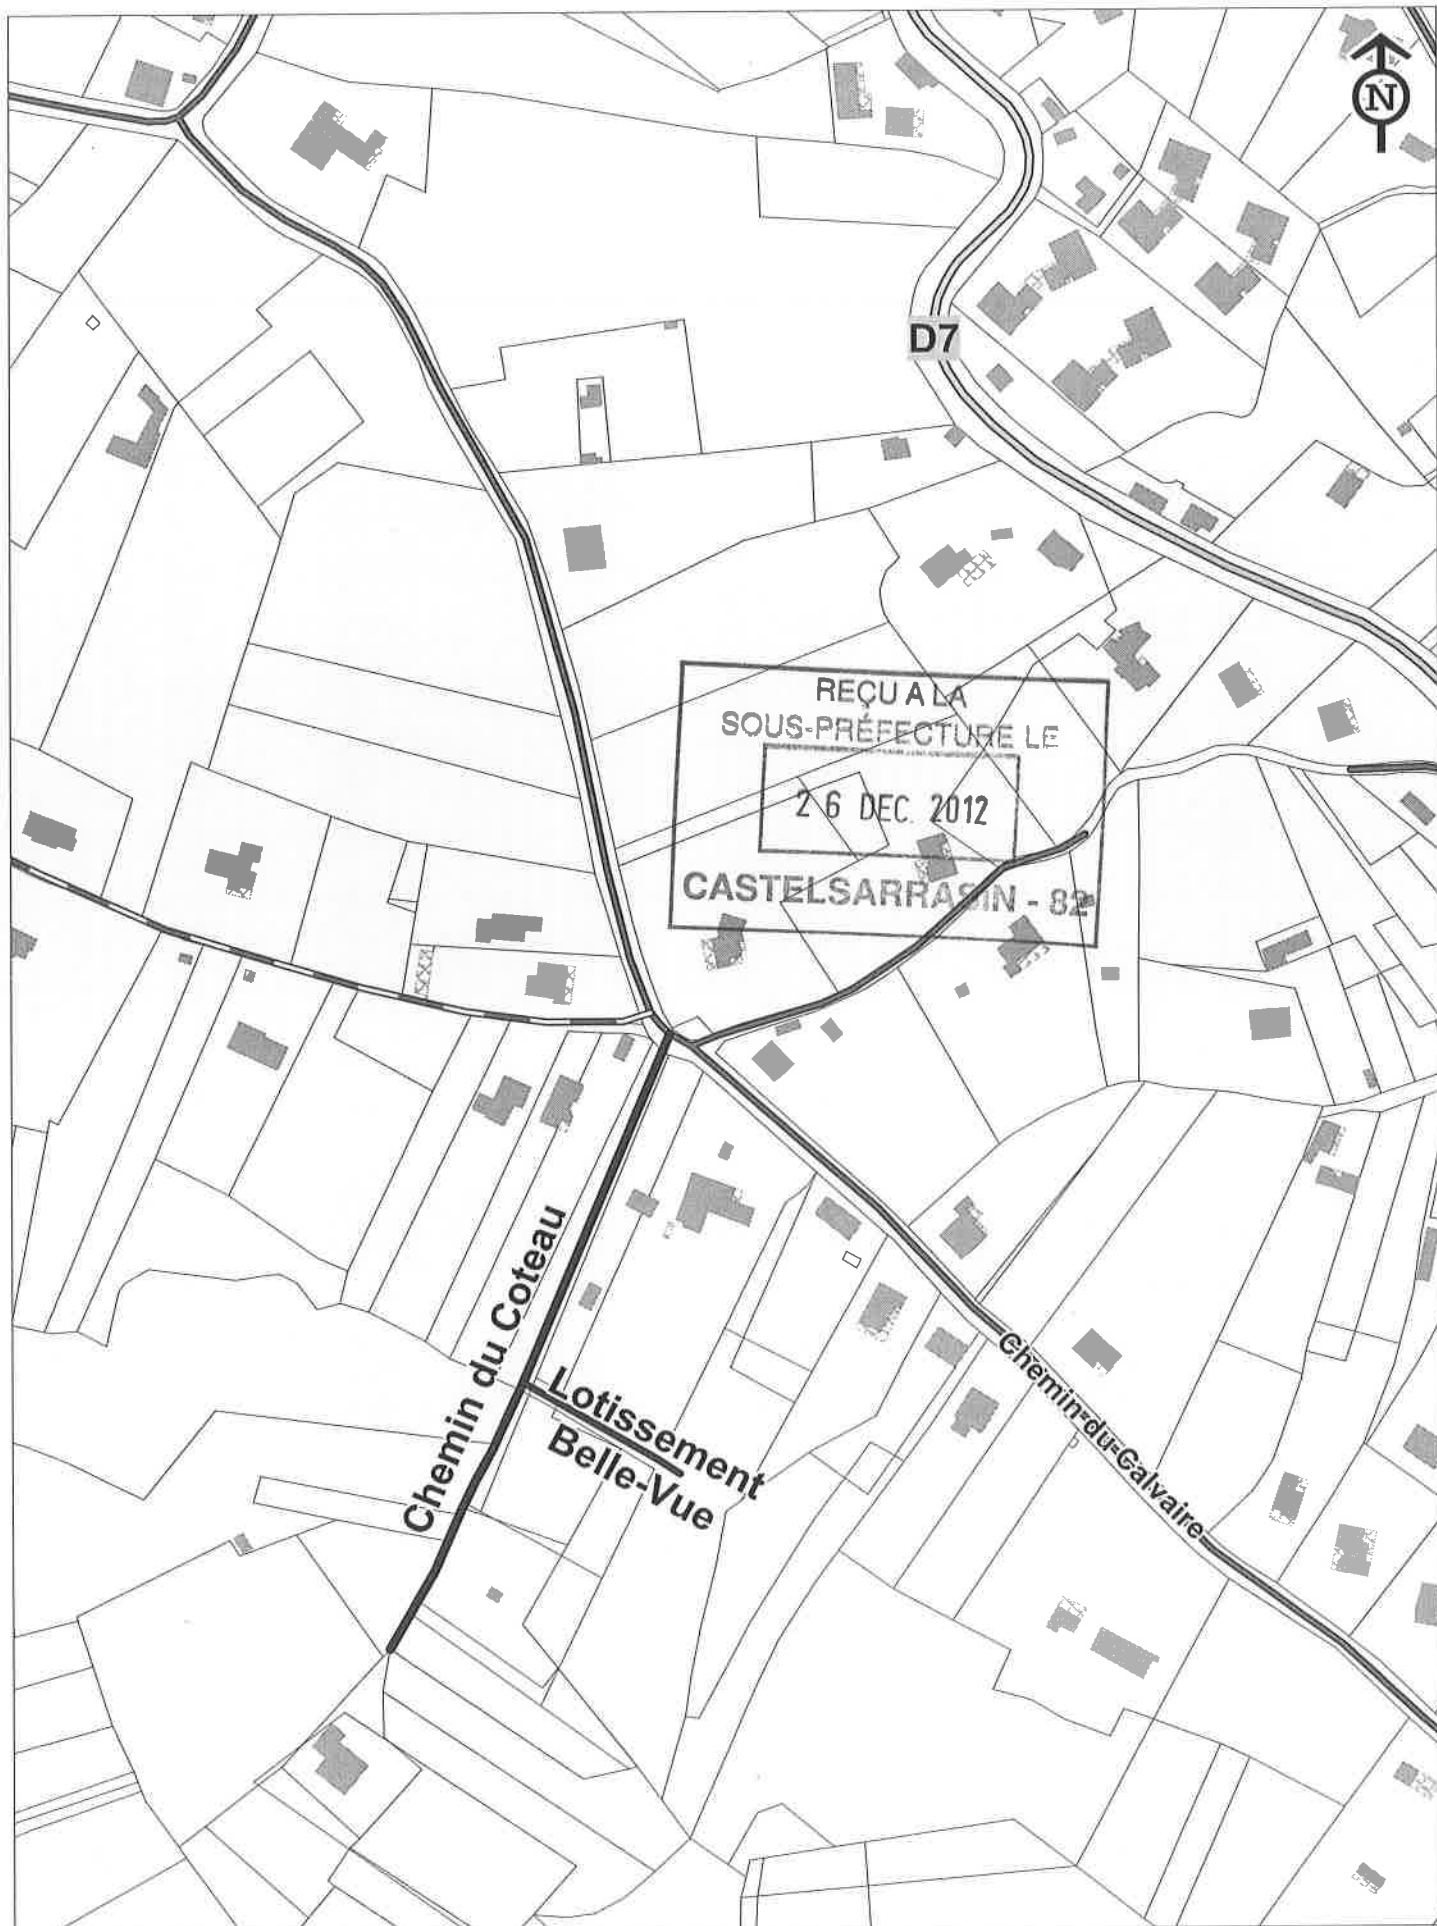 N
D7
REÇU A LA
SOUS-PRÉFECTURE LE
26 DEC. 2012
CASTELSARRASIN - 82
Chemin du Coteau
Lotissement
Belle-Vue
Chemin-du-Calvaire